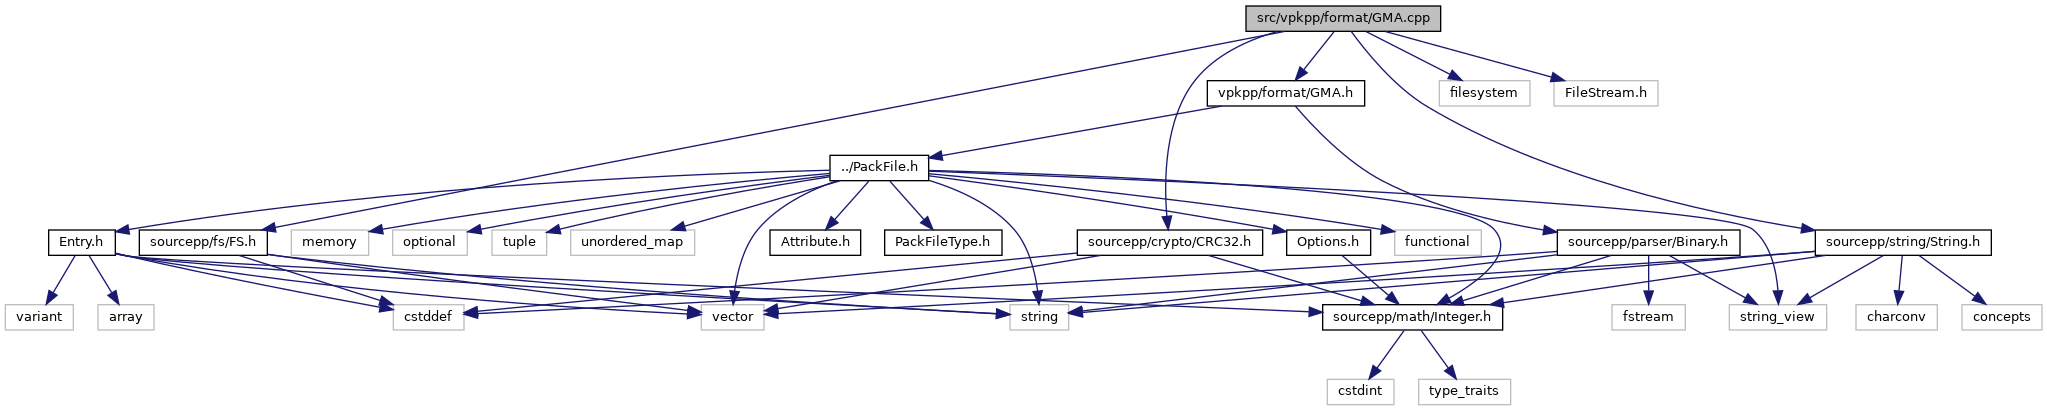 src/vpkpp/format/GMA.cpp
vpkpp/format/GMA.h
filesystem
FileStream.h
../PackFile.h
Entry.h
sourcepp/fs/FS.h
memory
optional
tuple
unordered_map
Attribute.h
PackFileType.h
sourcepp/crypto/CRC32.h
Options.h
functional
sourcepp/parser/Binary.h
sourcepp/string/String.h
variant
array
cstddef
vector
string
sourcepp/math/Integer.h
fstream
string_view
charconv
concepts
cstdint
type_traits